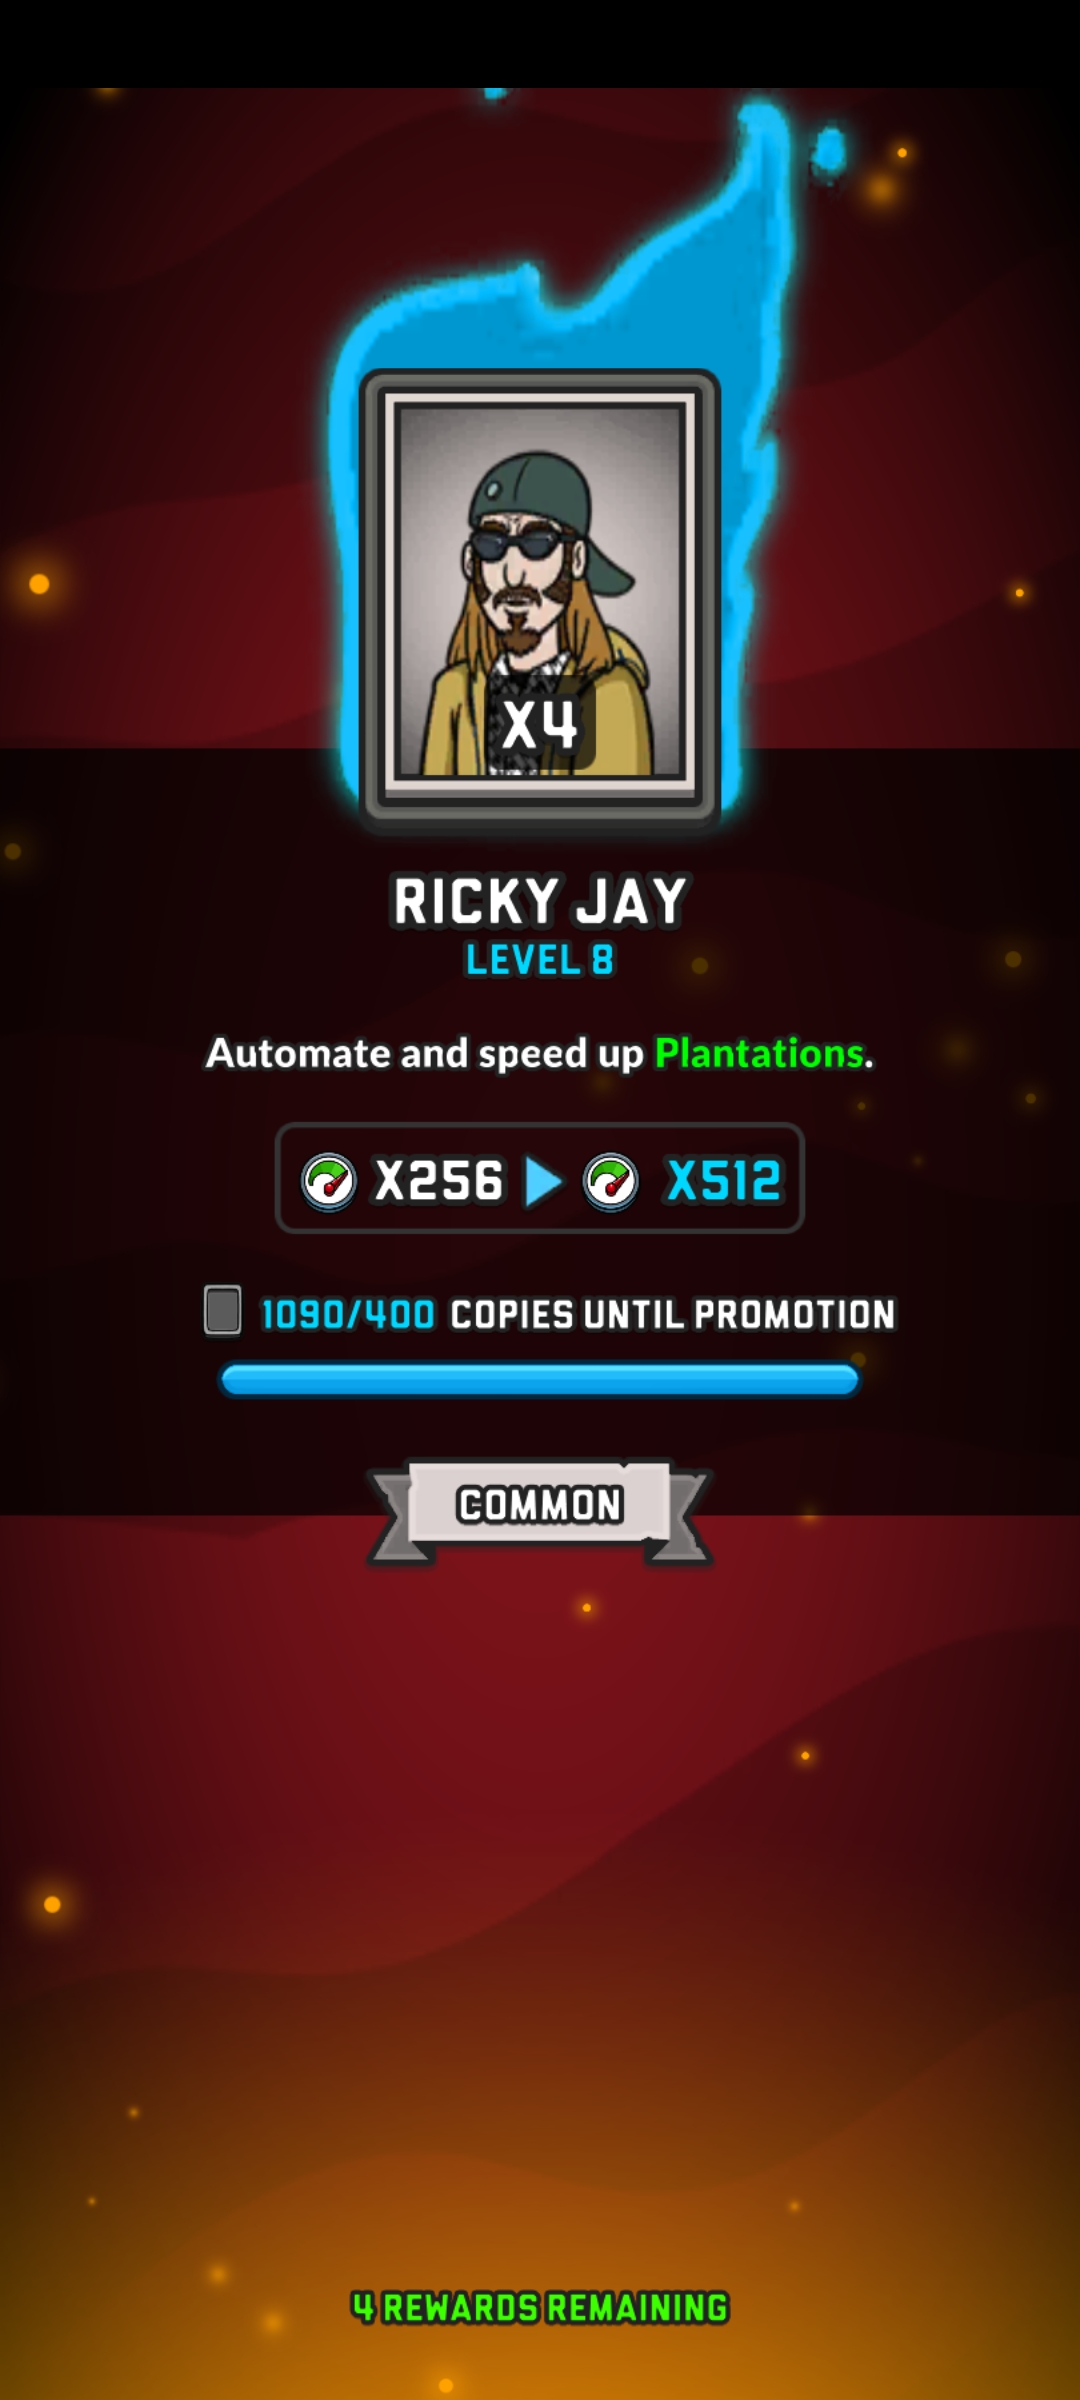 X4
RICKY JAY
LEVEL 8
Automate and speed up Plantations.
X256 X512
1090/400 COPIES UNTIL PROMOTION
COMMON
4 REWARDS REMAINING